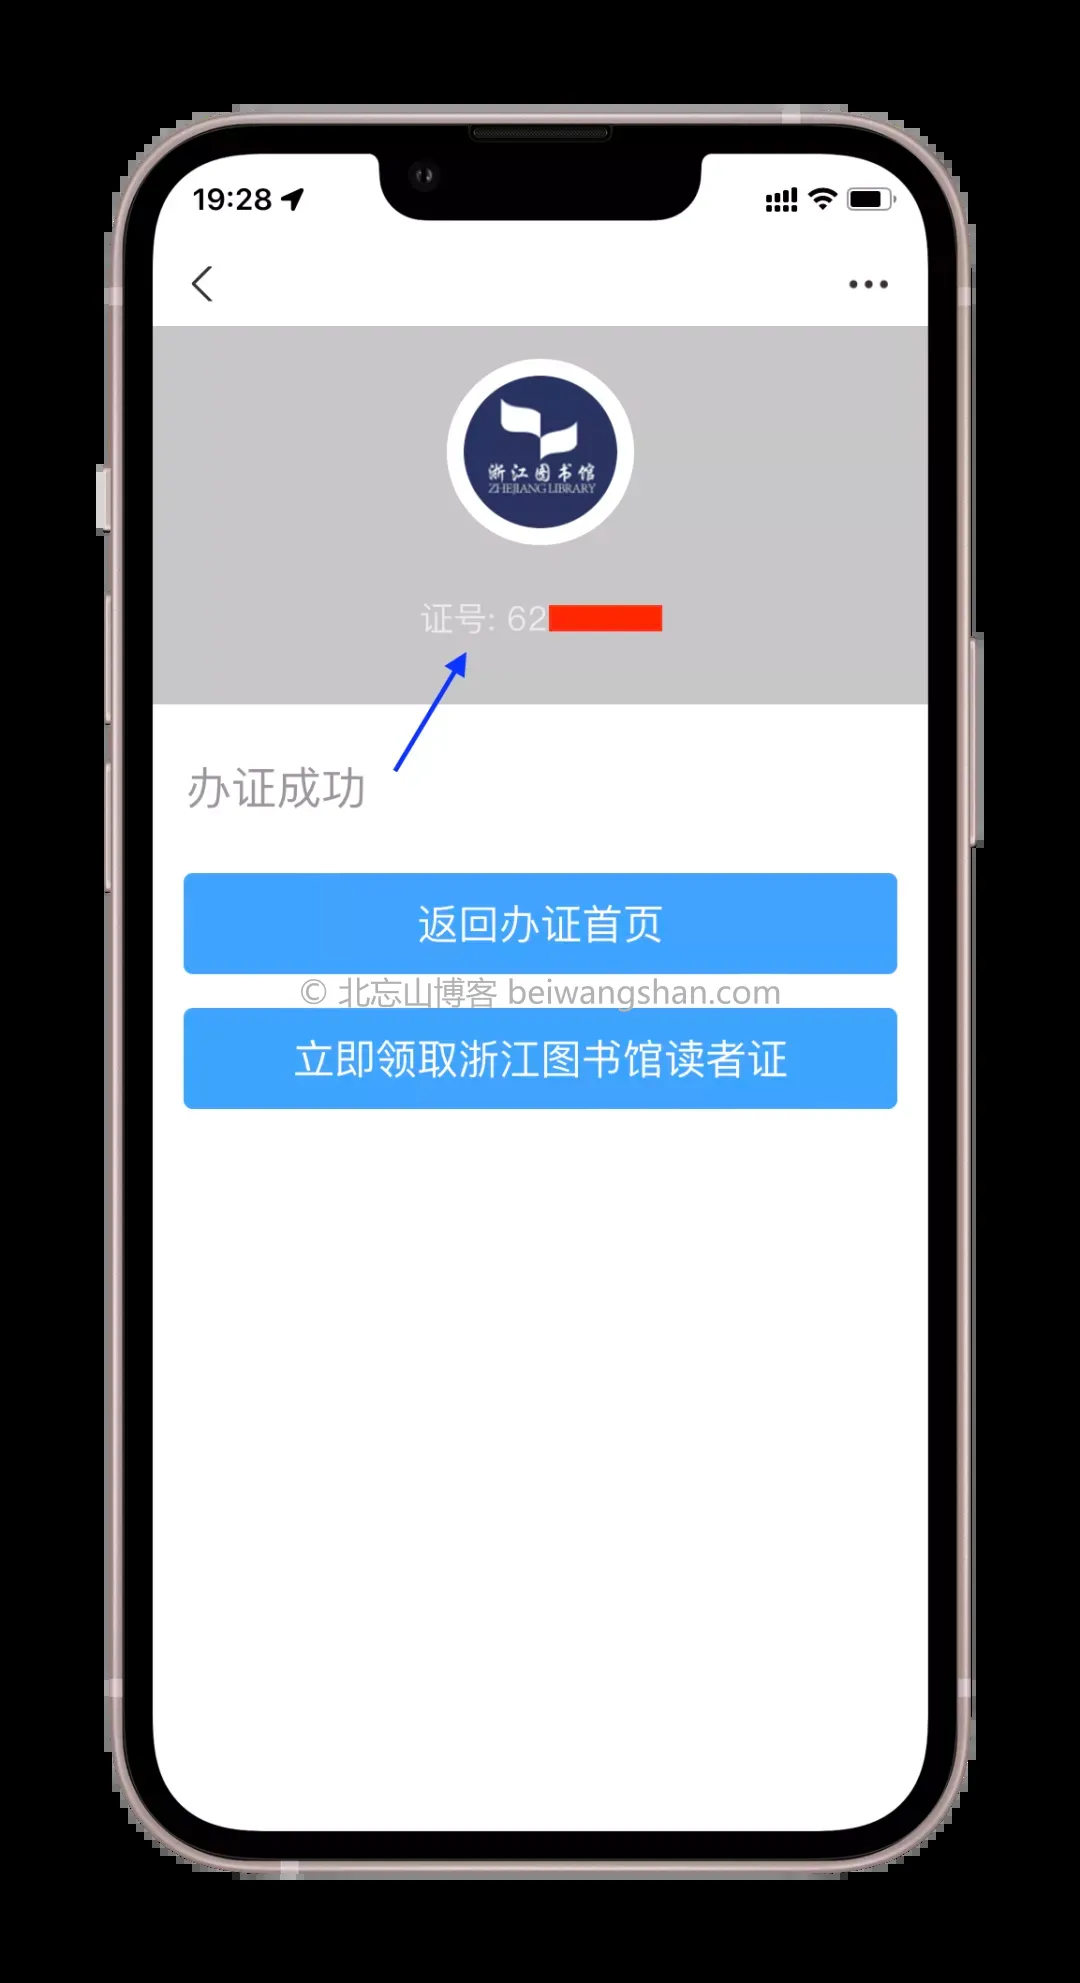 19:28
浙江图书馆
ZHEJIANG LIBRARY
证号: 62
办证成功
返回办证首页
© 北忘山博客 beiwangshan.com
立即领取浙江图书馆读者证